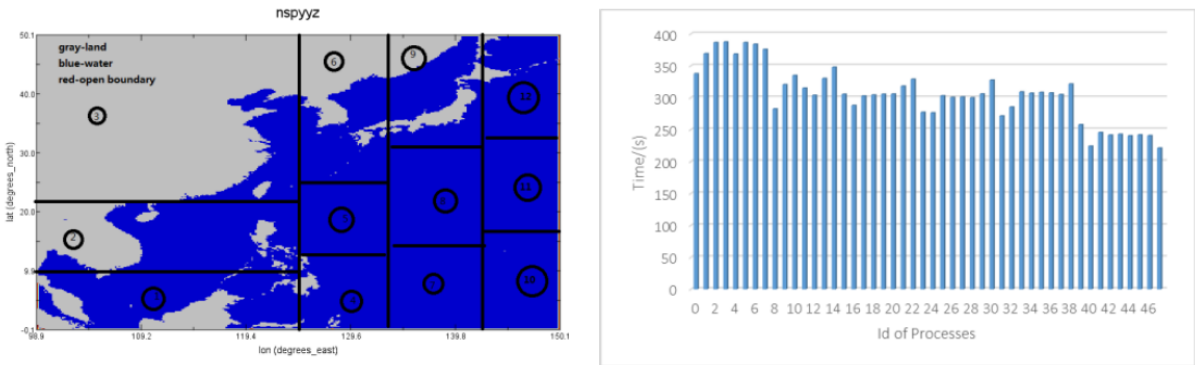 nspyyz
50.1
gray-land
blue-water
red-open boundary
6
9
40.0
12
3
30.0
11
8
20.0
5
2
9.9
1
4
10
-0.1
98.9 109.2 119.4 129.6 139.8 150.1
lat (degrees_north)
lon (degrees_east)
400
350
300
250
200
150
100
50
0
Time/(s)
0 2 4 6 8 10 12 14 16 18 20 22 24 26 28 30 32 34 36 38 40 42 44 46
Id of Processes